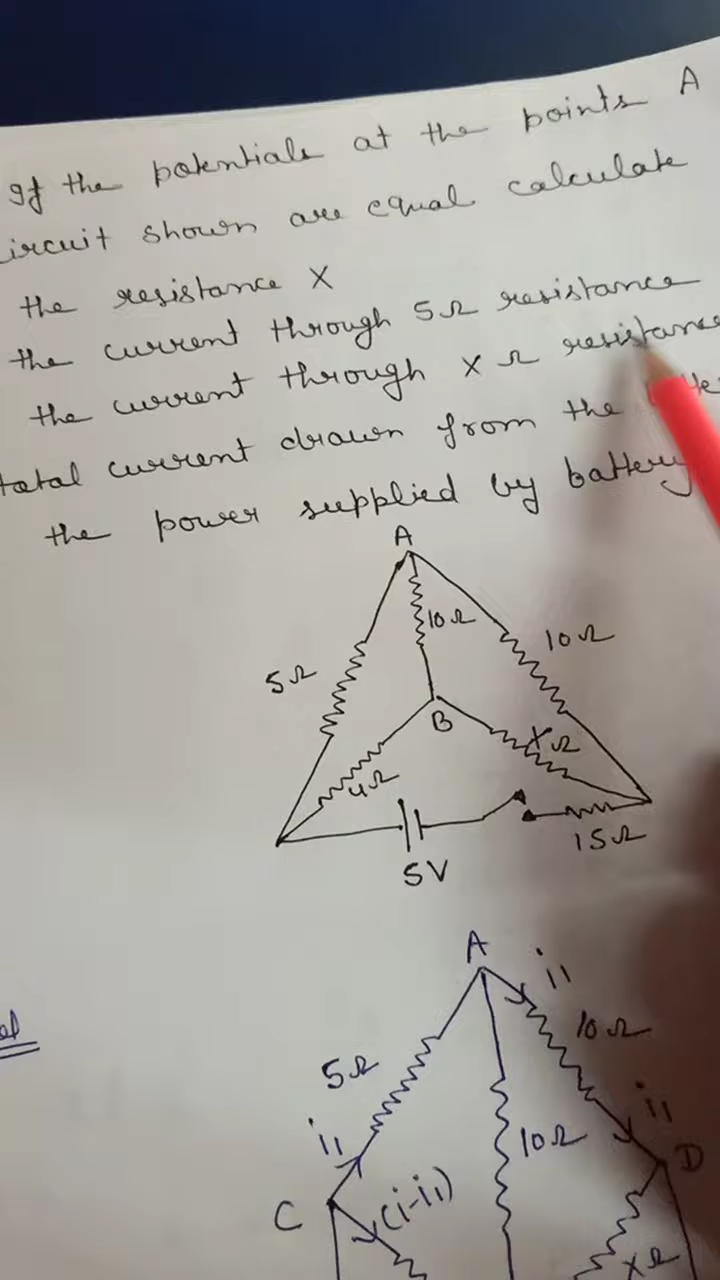 If the potentials at the points A
ircuit shown are equal calculate
the resistance X
the current through 5Ω resistance
the current through X Ω resistance
total current drawn from the
the power supplied by battery
A
10Ω
10Ω
5Ω
B
XΩ
4Ω
15Ω
5V
A
i1
10Ω
5Ω
i1
i1
10Ω
D
C
(i-i1)
XΩ